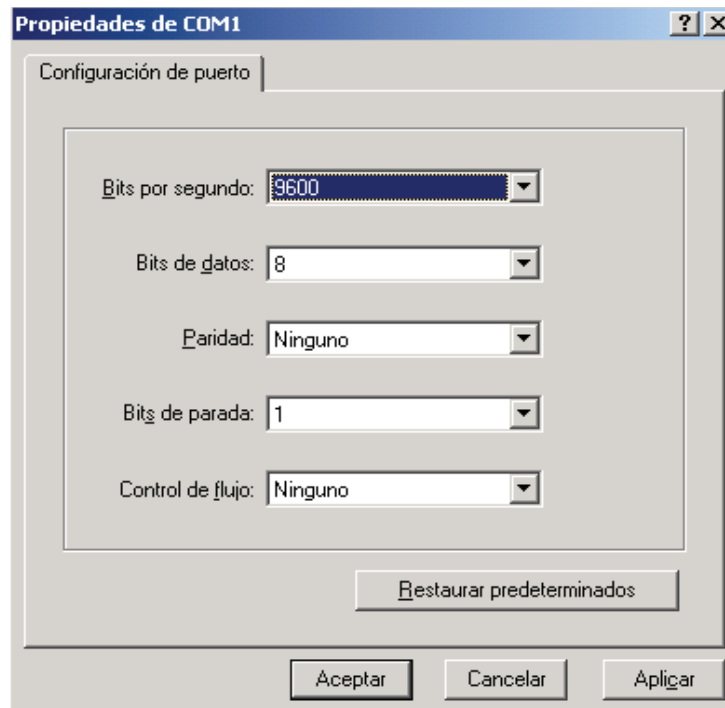 Propiedades de COM1
Configuración de puerto
Bits por segundo: 9600
Bits de datos: 8
Paridad: Ninguno
Bits de parada: 1
Control de flujo: Ninguno
Restaurar predeterminados
Aceptar Cancelar Aplicar